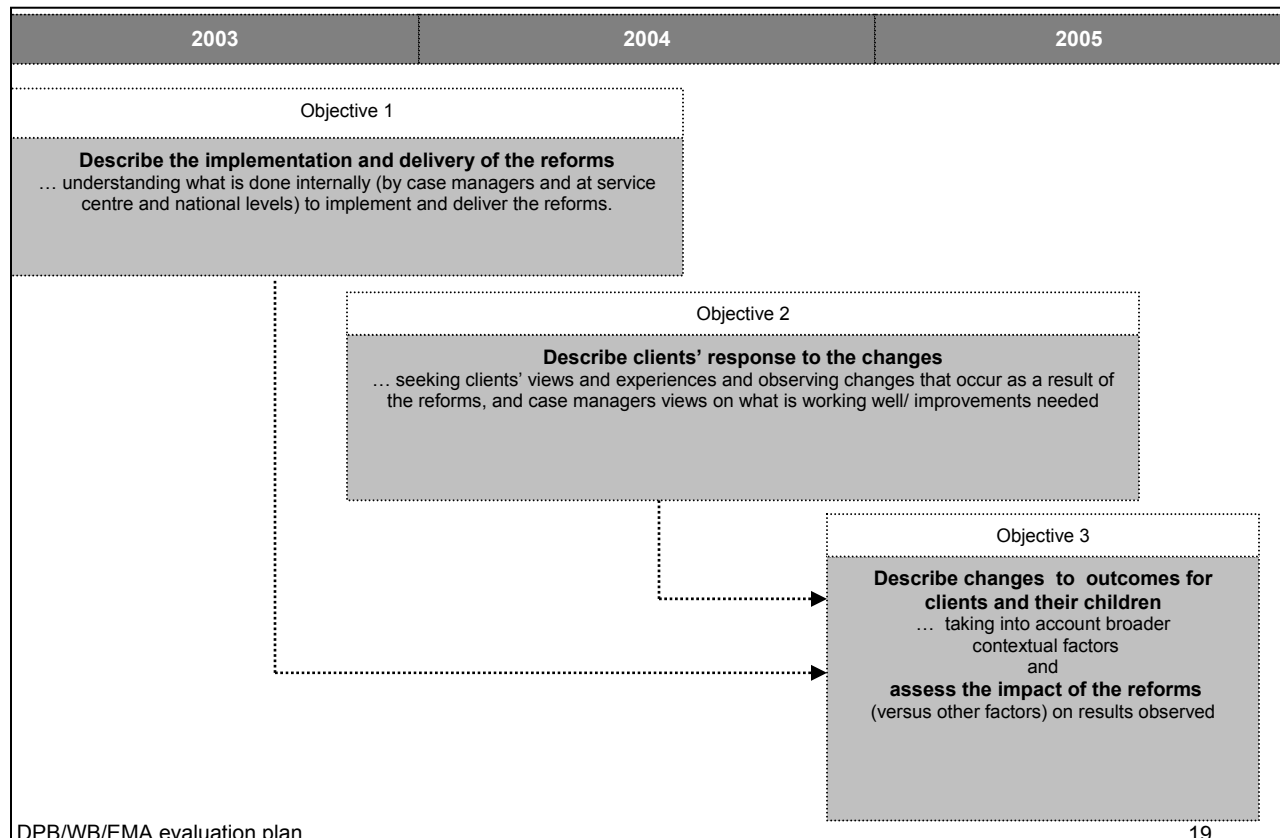 2003 2004 2005
Objective 1
Describe the implementation and delivery of the reforms
… understanding what is done internally (by case managers and at service
centre and national levels) to implement and deliver the reforms.
Objective 2
Describe clients’ response to the changes
… seeking clients’ views and experiences and observing changes that occur as a result of
the reforms, and case managers views on what is working well/ improvements needed
Objective 3
Describe changes to outcomes for
clients and their children
… taking into account broader
contextual factors
and
assess the impact of the reforms
(versus other factors) on results observed
DPB/WB/EMA evaluation plan 19